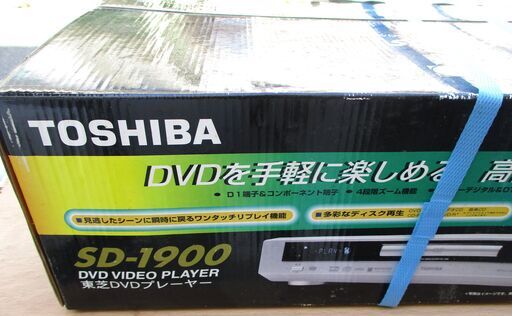 TOSHIBA
DVDを手軽に楽しめる 高
● D1端子&コンポーネント端子 ● 4段階ズーム機能
■見逃したシーンに瞬時に戻るワンタッチリプレイ機能
■多彩なディスク再生
SD-1900
DVD VIDEO PLAYER
東芝DVDプレーヤー
PLAY
TOSHIBA